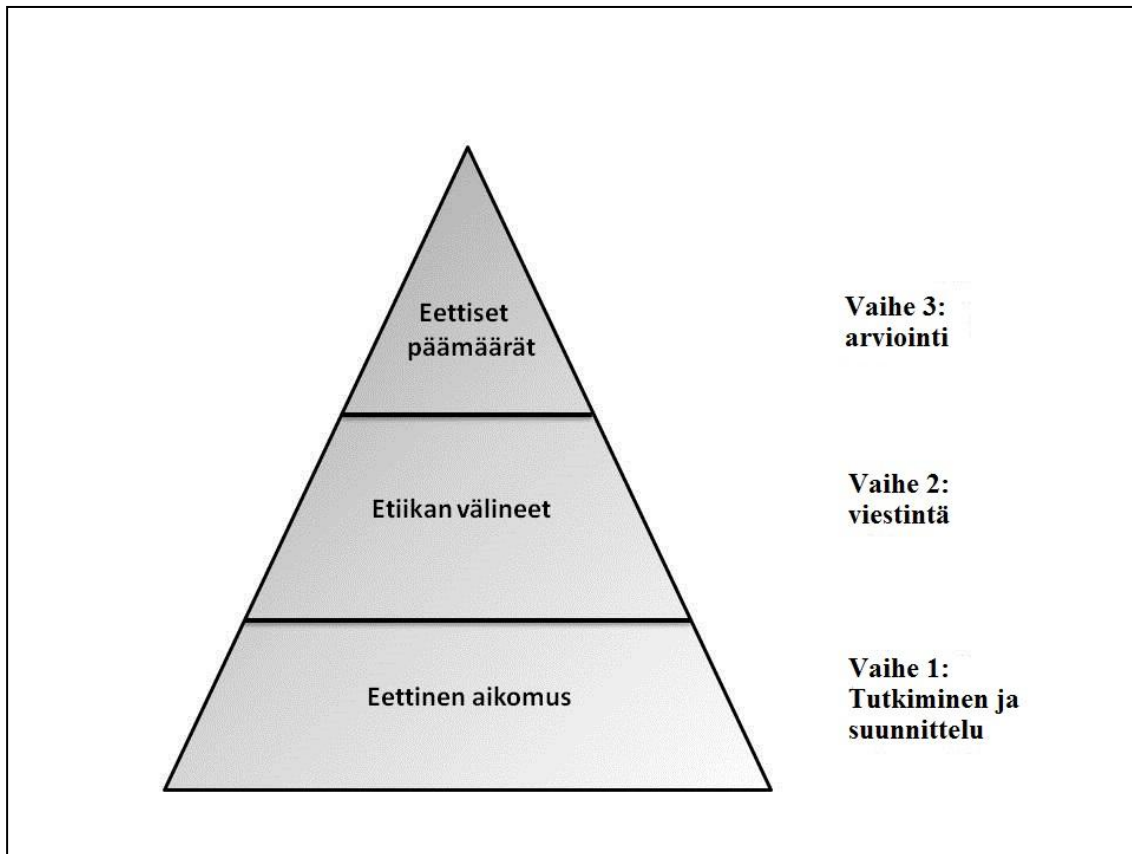 Eettiset
päämäärät
Vaihe 3:
arviointi
Etiikan välineet
Vaihe 2:
viestintä
Eettinen aikomus
Vaihe 1:
Tutkiminen ja
suunnittelu